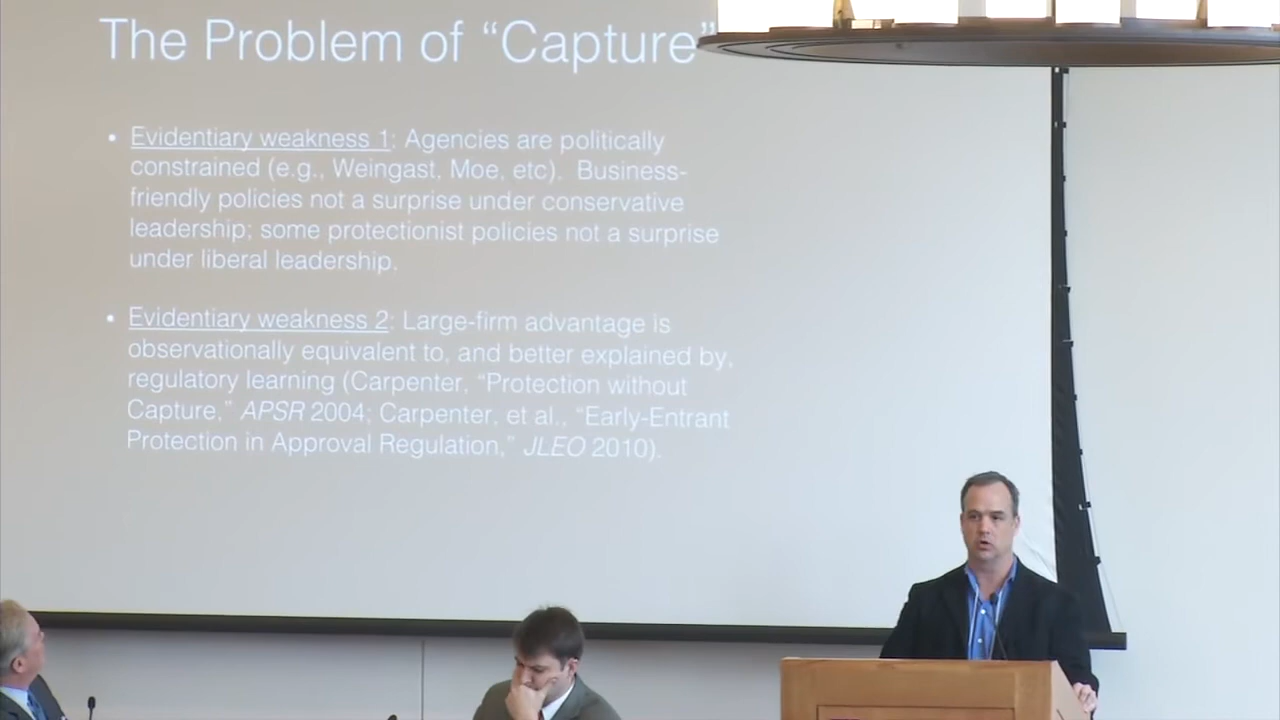 The Problem of “Capture”
• Evidentiary weakness 1: Agencies are politically
constrained (e.g., Weingast, Moe, etc). Business-
friendly policies not a surprise under conservative
leadership; some protectionist policies not a surprise
under liberal leadership.
• Evidentiary weakness 2: Large-firm advantage is
observationally equivalent to, and better explained by,
regulatory learning (Carpenter, “Protection without
Capture,” APSR 2004; Carpenter, et al., “Early-Entrant
Protection in Approval Regulation,” JLEO 2010).